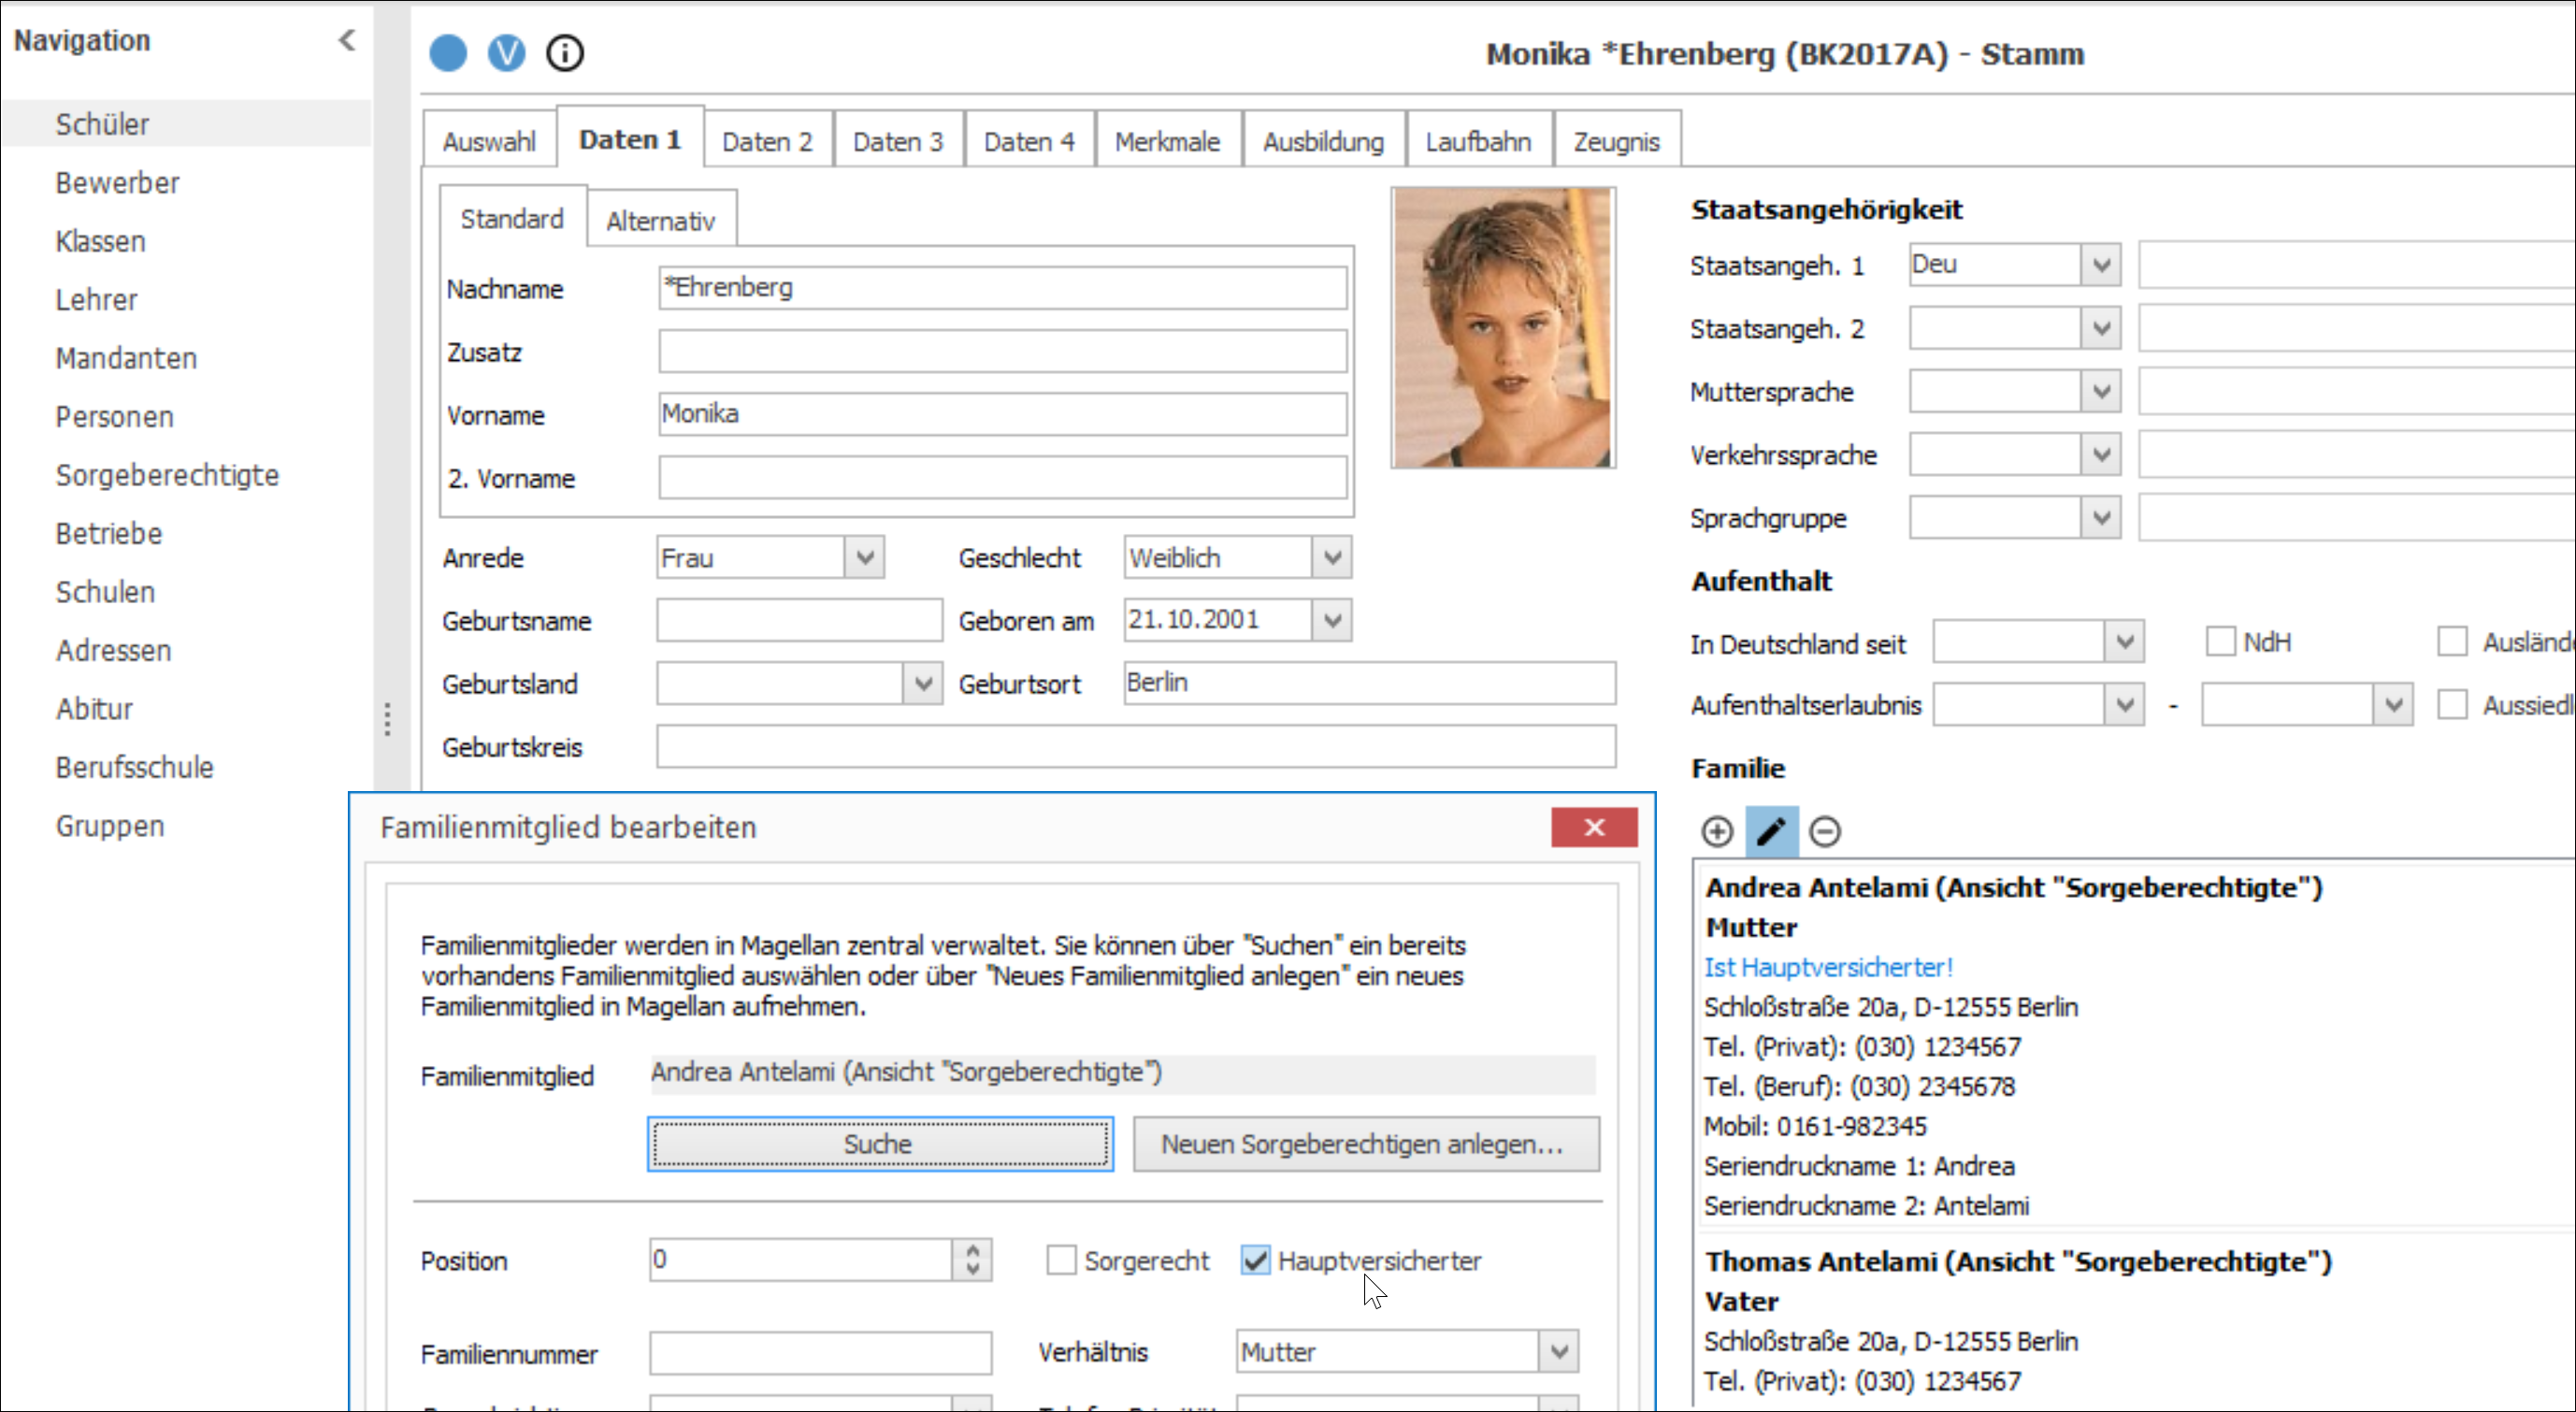 Navigation
Schüler
Bewerber
Klassen
Lehrer
Mandanten
Personen
Sorgeberechtigte
Betriebe
Schulen
Adressen
Abitur
Berufsschule
Gruppen
V
Monika *Ehrenberg (BK2017A) - Stamm
Auswahl Daten 1 Daten 2 Daten 3 Daten 4 Merkmale Ausbildung Laufbahn Zeugnis
Standard Alternativ
Nachname *Ehrenberg
Zusatz
Vorname Monika
2. Vorname
Anrede Frau Geschlecht Weiblich
Geburtsname Geboren am 21.10.2001
Geburtsland Geburtsort Berlin
Geburtskreis
Staatsangehörigkeit
Staatsangeh. 1 Deu
Staatsangeh. 2
Muttersprache
Verkehrssprache
Sprachgruppe
Aufenthalt
In Deutschland seit NdH
Aufenthaltserlaubnis -
Familie
Andrea Antelami (Ansicht "Sorgeberechtigte")
Mutter
Ist Hauptversicherter!
Schloßstraße 20a, D-12555 Berlin
Tel. (Privat): (030) 1234567
Tel. (Beruf): (030) 2345678
Mobil: 0161-982345
Seriendruckname 1: Andrea
Seriendruckname 2: Antelami
Thomas Antelami (Ansicht "Sorgeberechtigte")
Vater
Schloßstraße 20a, D-12555 Berlin
Tel. (Privat): (030) 1234567
Familienmitglied bearbeiten
Familienmitglieder werden in Magellan zentral verwaltet. Sie können über "Suchen" ein bereits
vorhandens Familienmitglied auswählen oder über "Neues Familienmitglied anlegen" ein neues
Familienmitglied in Magellan aufnehmen.
Familienmitglied Andrea Antelami (Ansicht "Sorgeberechtigte")
Suche Neuen Sorgeberechtigen anlegen...
Position 0 Sorgerecht Hauptversicherter
Familiennummer Verhältnis Mutter